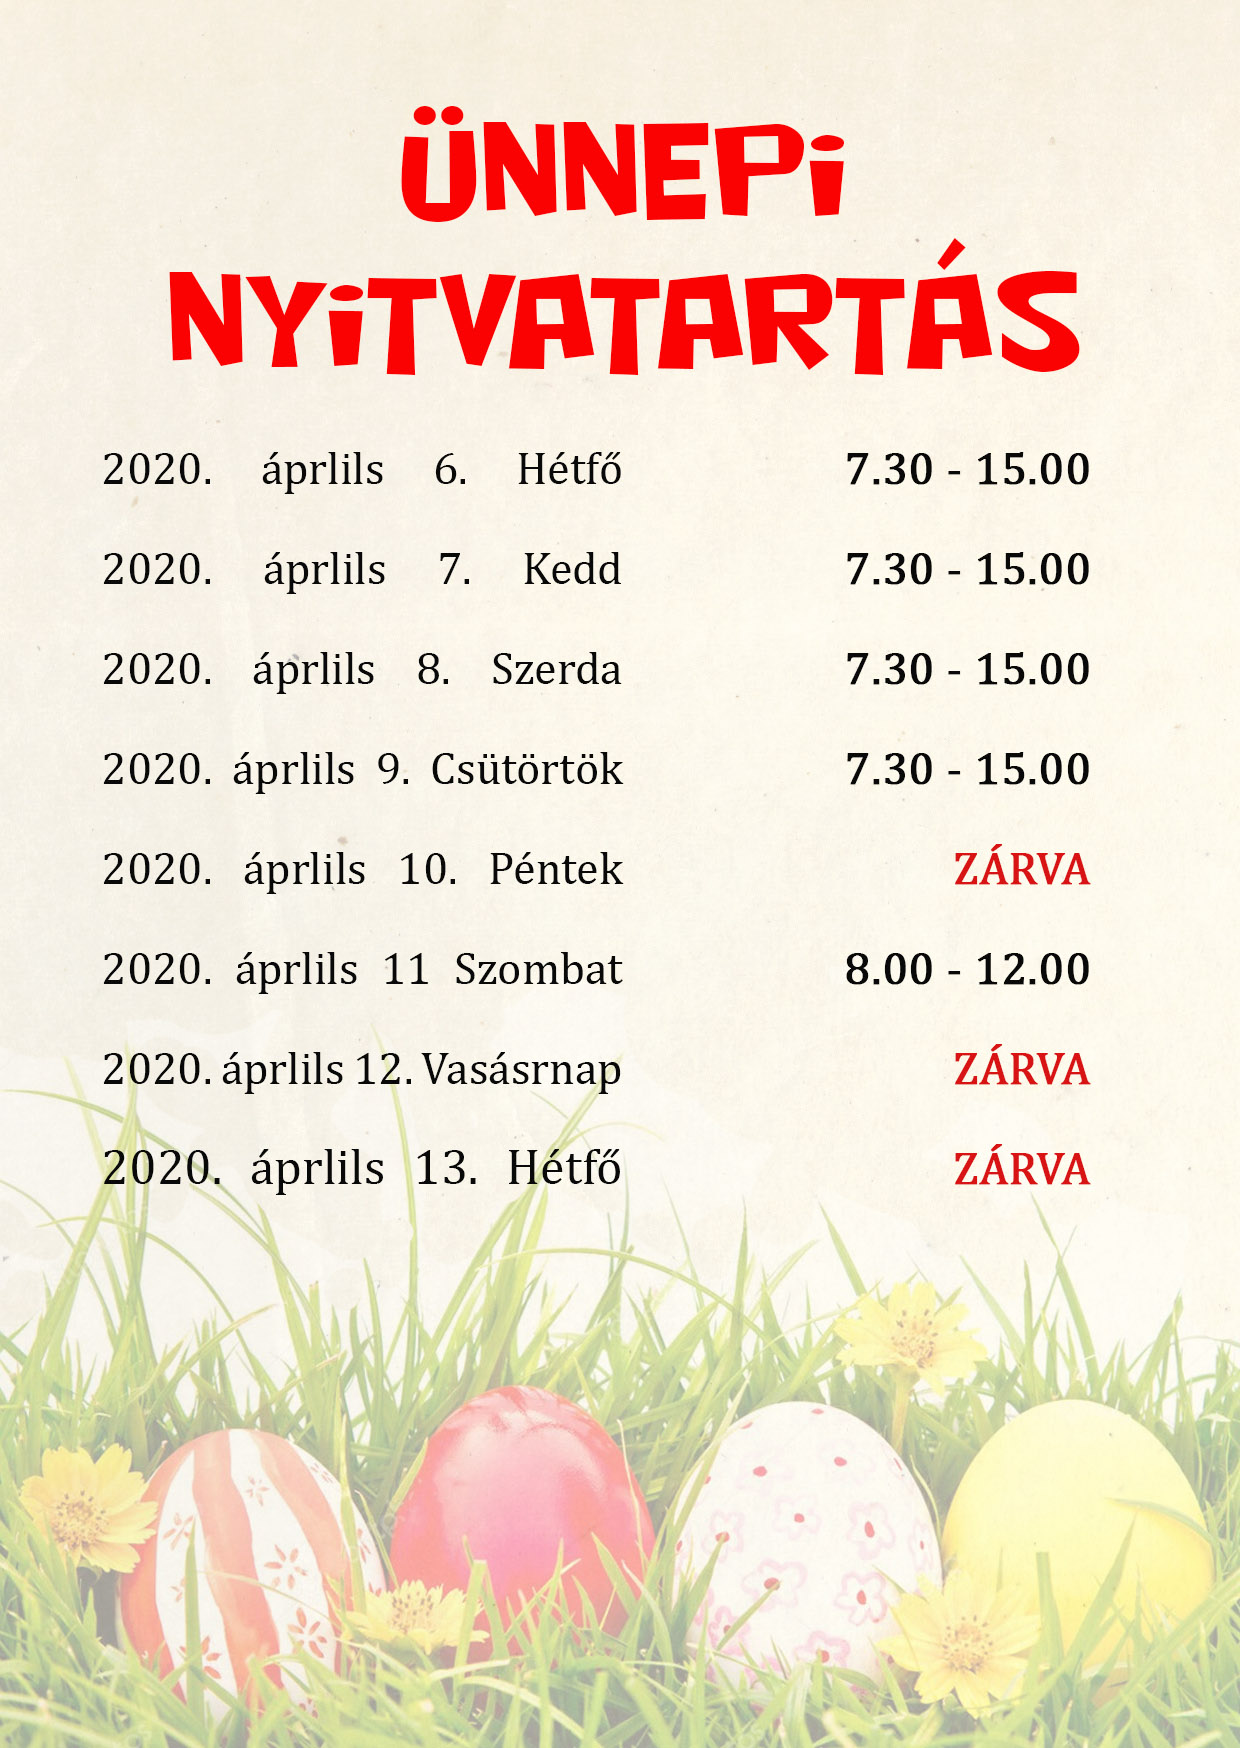 ÜNNEPi
NYiTVATARTÁS
2020. áprlils 6. Hétfő 7.30 - 15.00
2020. áprlils 7. Kedd 7.30 - 15.00
2020. áprlils 8. Szerda 7.30 - 15.00
2020. áprlils 9. Csütörtök 7.30 - 15.00
2020. áprlils 10. Péntek ZÁRVA
2020. áprlils 11 Szombat 8.00 - 12.00
2020. áprlils 12. Vasásrnap ZÁRVA
2020. áprlils 13. Hétfő ZÁRVA